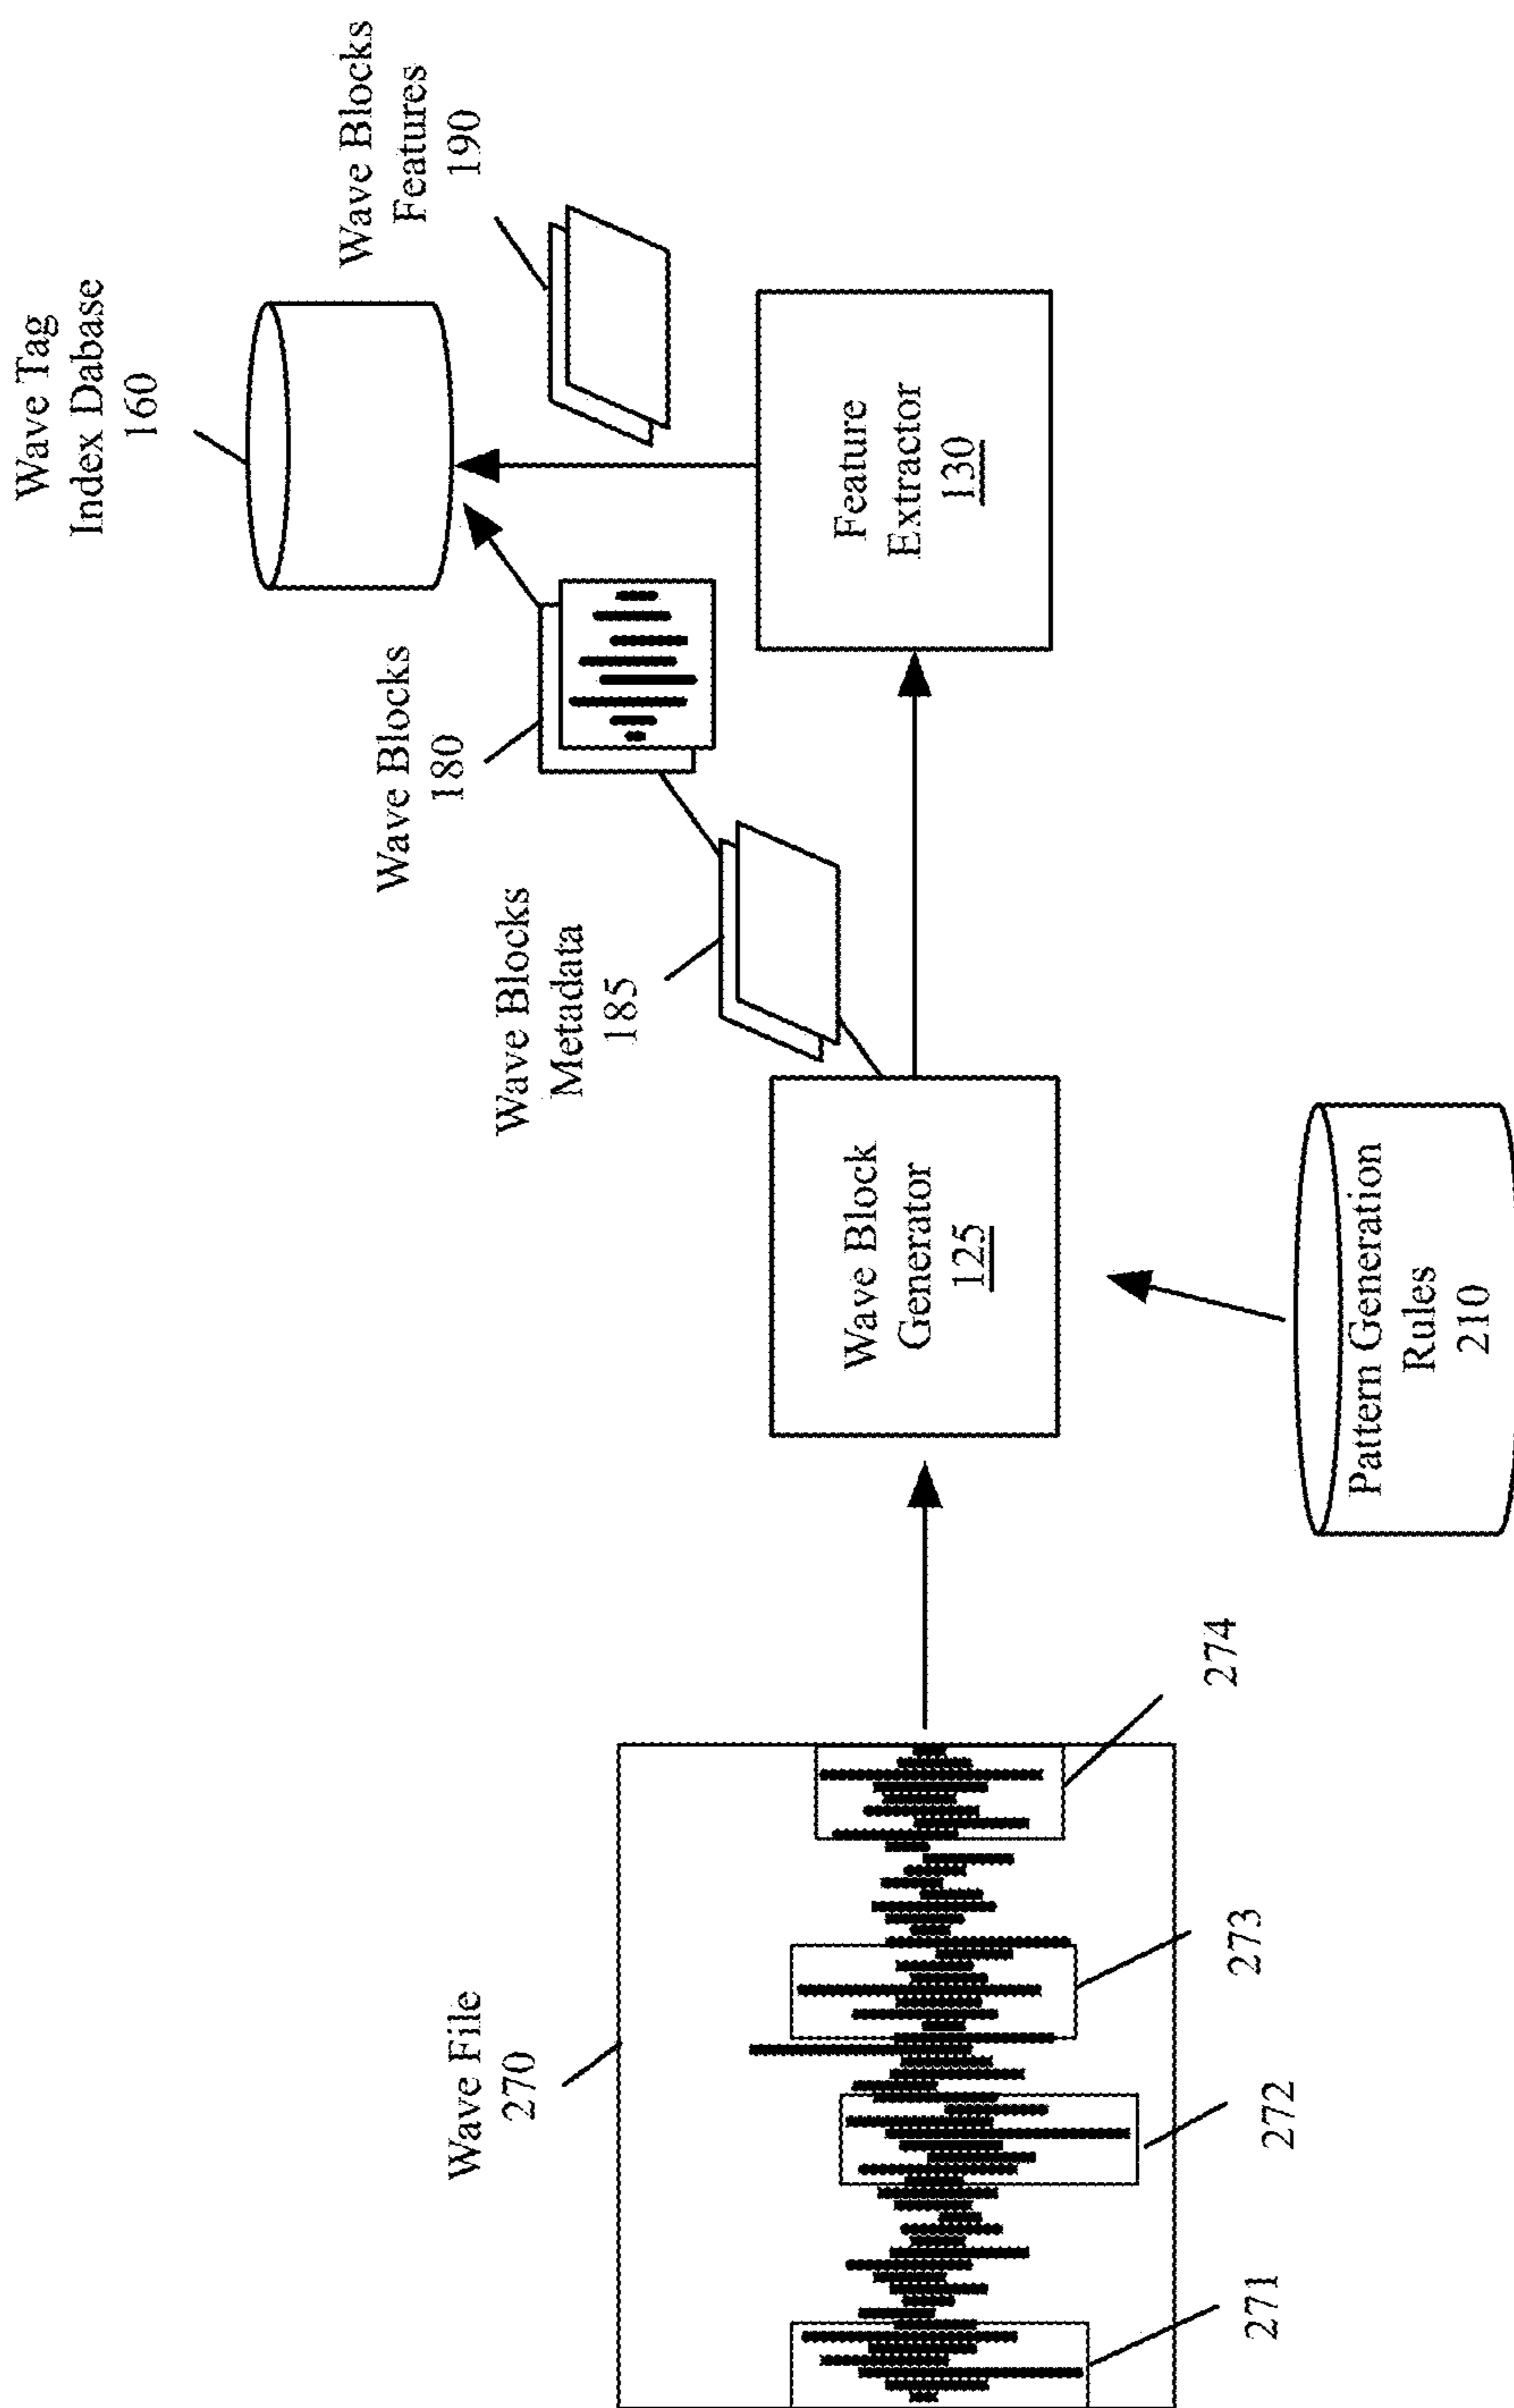 Wave File
270
271
272
273
274
Pattern Generation
Rules
210
Wave Block
Generator
125
Wave Blocks
Metadata
185
Wave Blocks
180
Feature
Extractor
130
Wave Tag
Index Dabase
160
Wave Blocks
Features
190